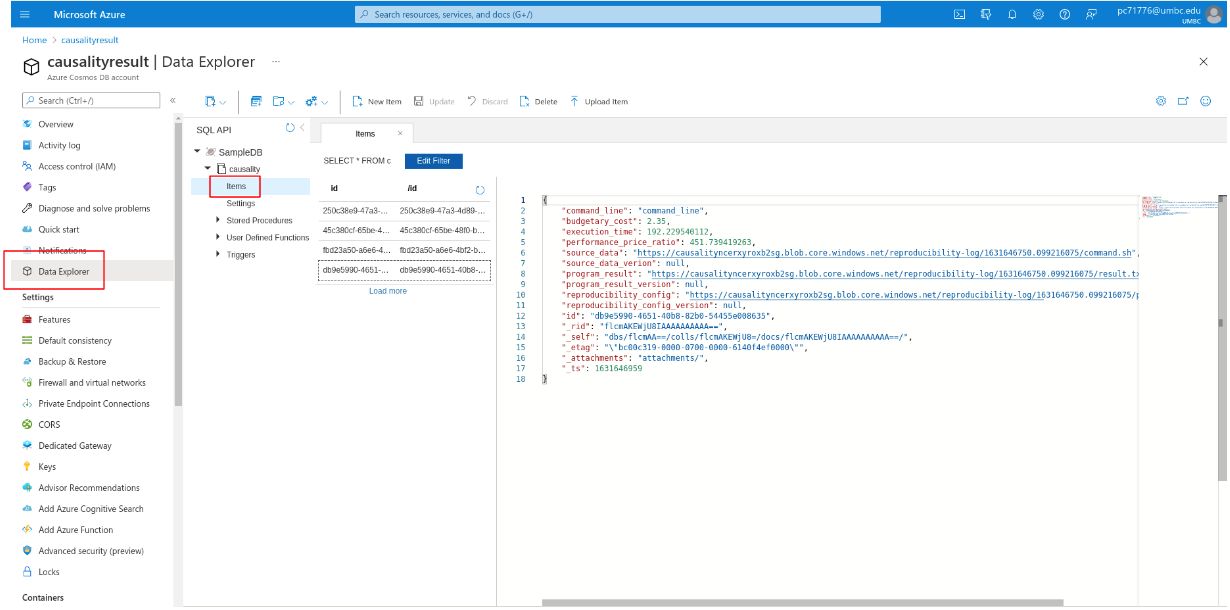 Microsoft Azure
Search resources, services, and docs (G+/)
pc71776@umbc.edu
UMBC
Home > causalityresult
causalityresult | Data Explorer ...
Azure Cosmos DB account
Search (Ctrl+/)
«
New Item
Update
Discard
Delete
Upload Item
Overview
Activity log
Access control (IAM)
Tags
Diagnose and solve problems
Quick start
Notifications
Data Explorer
Settings
Features
Default consistency
Backup & Restore
Firewall and virtual networks
Private Endpoint Connections
CORS
Dedicated Gateway
Keys
Advisor Recommendations
Add Azure Cognitive Search
Add Azure Function
Advanced security (preview)
Locks
Containers
SQL API
SampleDB
causality
Items
Settings
Stored Procedures
User Defined Functions
Triggers
Items
SELECT * FROM c Edit Filter
id /id
250c38e9-47a3-... 250c38e9-47a3-4d89-...
45c380cf-65be-4... 45c380cf-65be-48f0-b...
fbd23a50-a6e6-4... fbd23a50-a6e6-4bf2-b...
db9e5990-4651-... db9e5990-4651-40b8-...
Load more
1 {
2 "command_line": "command_line",
3 "budgetary_cost": 2.35,
4 "execution_time": 192.229540112,
5 "performance_price_ratio": 451.739419263,
6 "source_data": "https://causalityncerxyroxb2sg.blob.core.windows.net/reproducibility-log/1631646750.099216075/command.sh",
7 "source_data_verion": null,
8 "program_result": "https://causalityncerxyroxb2sg.blob.core.windows.net/reproducibility-log/1631646750.099216075/result.tx
9 "program_result_version": null,
10 "reproducibility_config": "https://causalityncerxyroxb2sg.blob.core.windows.net/reproducibility-log/1631646750.099216075/p
11 "reproducibility_config_version": null,
12 "id": "db9e5990-4651-40b8-82b0-54455e008635",
13 "_rid": "flcmAKEWjU8IAAAAAAAAAA==",
14 "_self": "dbs/flcmAA==/colls/flcmAKEWjU8=/docs/flcmAKEWjU8IAAAAAAAAAA==/",
15 "_etag": "\"bc00c319-0000-0700-0000-6140f4ef0000\"",
16 "_attachments": "attachments/",
17 "_ts": 1631646959
18 }